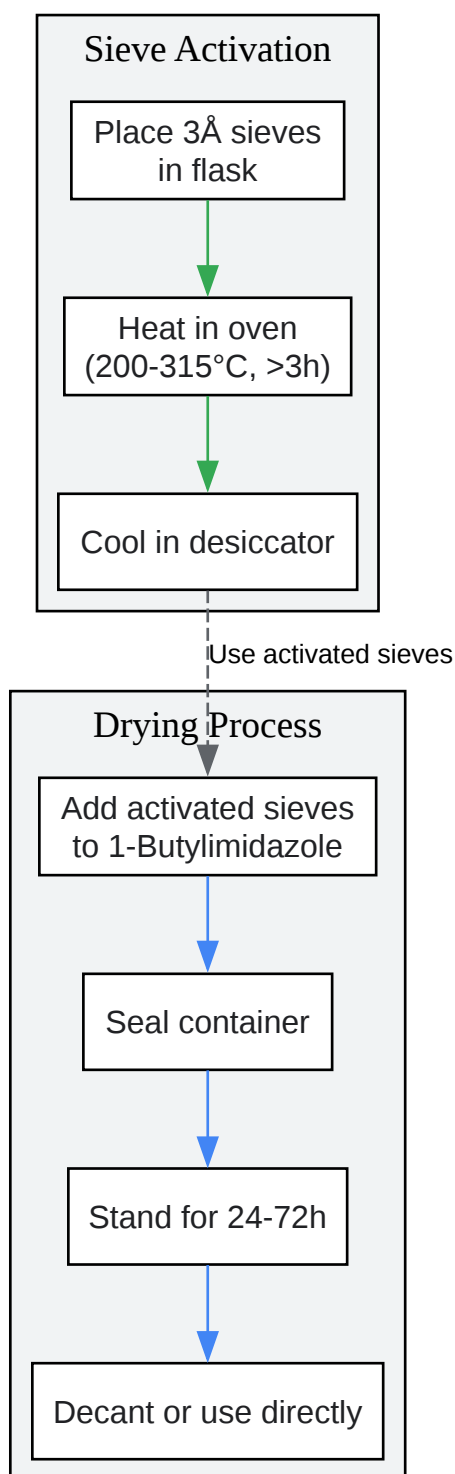 Sieve Activation
Place 3Å sieves
in flask
Heat in oven
(200-315°C, >3h)
Cool in desiccator
Use activated sieves
Drying Process
Add activated sieves
to 1-Butylimidazole
Seal container
Stand for 24-72h
Decant or use directly